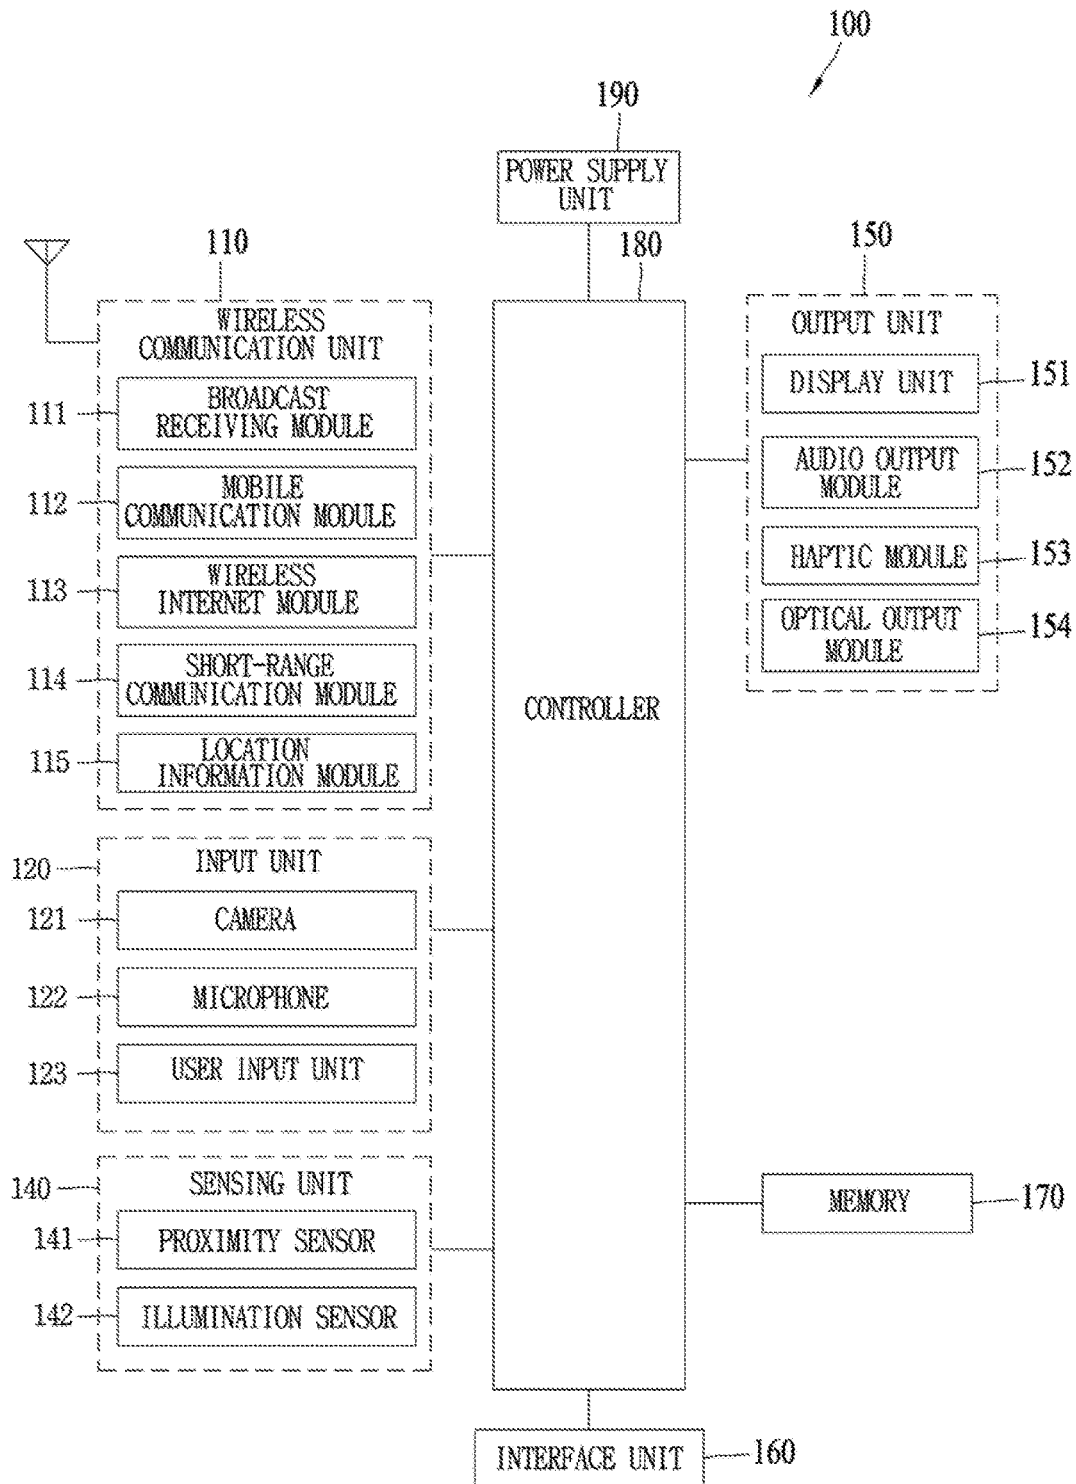 100
190
POWER SUPPLY
UNIT
110
180
150
WIRELESS
COMMUNICATION UNIT
111
BROADCAST
RECEIVING MODULE
112
MOBILE
COMMUNICATION MODULE
113
WIRELESS
INTERNET MODULE
114
SHORT-RANGE
COMMUNICATION MODULE
115
LOCATION
INFORMATION MODULE
120
INPUT UNIT
121
CAMERA
122
MICROPHONE
123
USER INPUT UNIT
140
SENSING UNIT
141
PROXIMITY SENSOR
142
ILLUMINATION SENSOR
CONTROLLER
OUTPUT UNIT
DISPLAY UNIT
151
AUDIO OUTPUT
MODULE
152
HAPTIC MODULE
153
OPTICAL OUTPUT
MODULE
154
MEMORY
170
INTERFACE UNIT
160